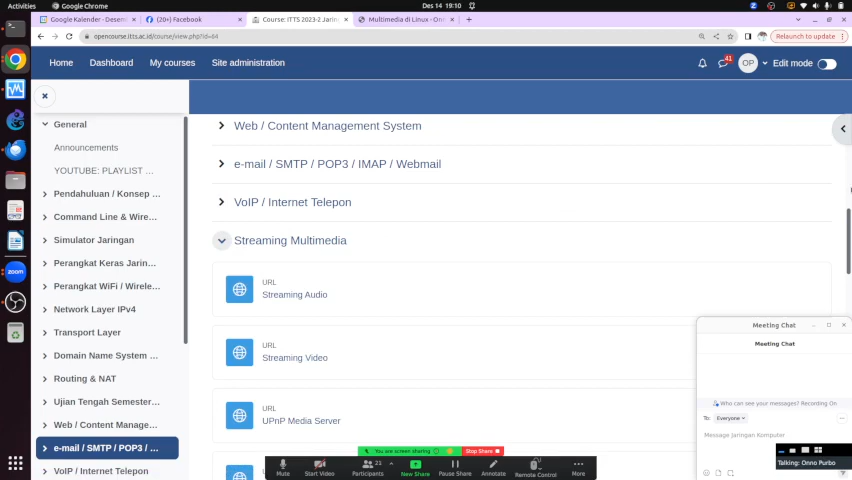 Activities
Google Chrome
Des 14 19:10
Google Kalender - Desem
(20+) Facebook
Course: ITTS 2023-2 Jarin
Multimedia di Linux - Onn
opencourse.itts.ac.id/course/view.php?id=64
Relaunch to update
Home
Dashboard
My courses
Site administration
41
OP
Edit mode
General
Announcements
YOUTUBE: PLAYLIST ...
Pendahuluan / Konsep ...
Command Line & Wire...
Simulator Jaringan
Perangkat Keras Jarin...
Perangkat WiFi / Wirele...
Network Layer IPv4
Transport Layer
Domain Name System ...
Routing & NAT
Ujian Tengah Semester...
Web / Content Manage...
e-mail / SMTP / POP3 / ...
VoIP / Internet Telepon
Web / Content Management System
e-mail / SMTP / POP3 / IMAP / Webmail
VoIP / Internet Telepon
Streaming Multimedia
URL
Streaming Audio
URL
Streaming Video
URL
UPnP Media Server
zoom
Meeting Chat
Meeting Chat
Who can see your messages? Recording On
To: Everyone
Message Jaringan Komputer
Talking: Onno Purbo
You are screen sharing
Stop Share
Mute
Start Video
Participants
23
New Share
Pause Share
Annotate
Remote Control
More